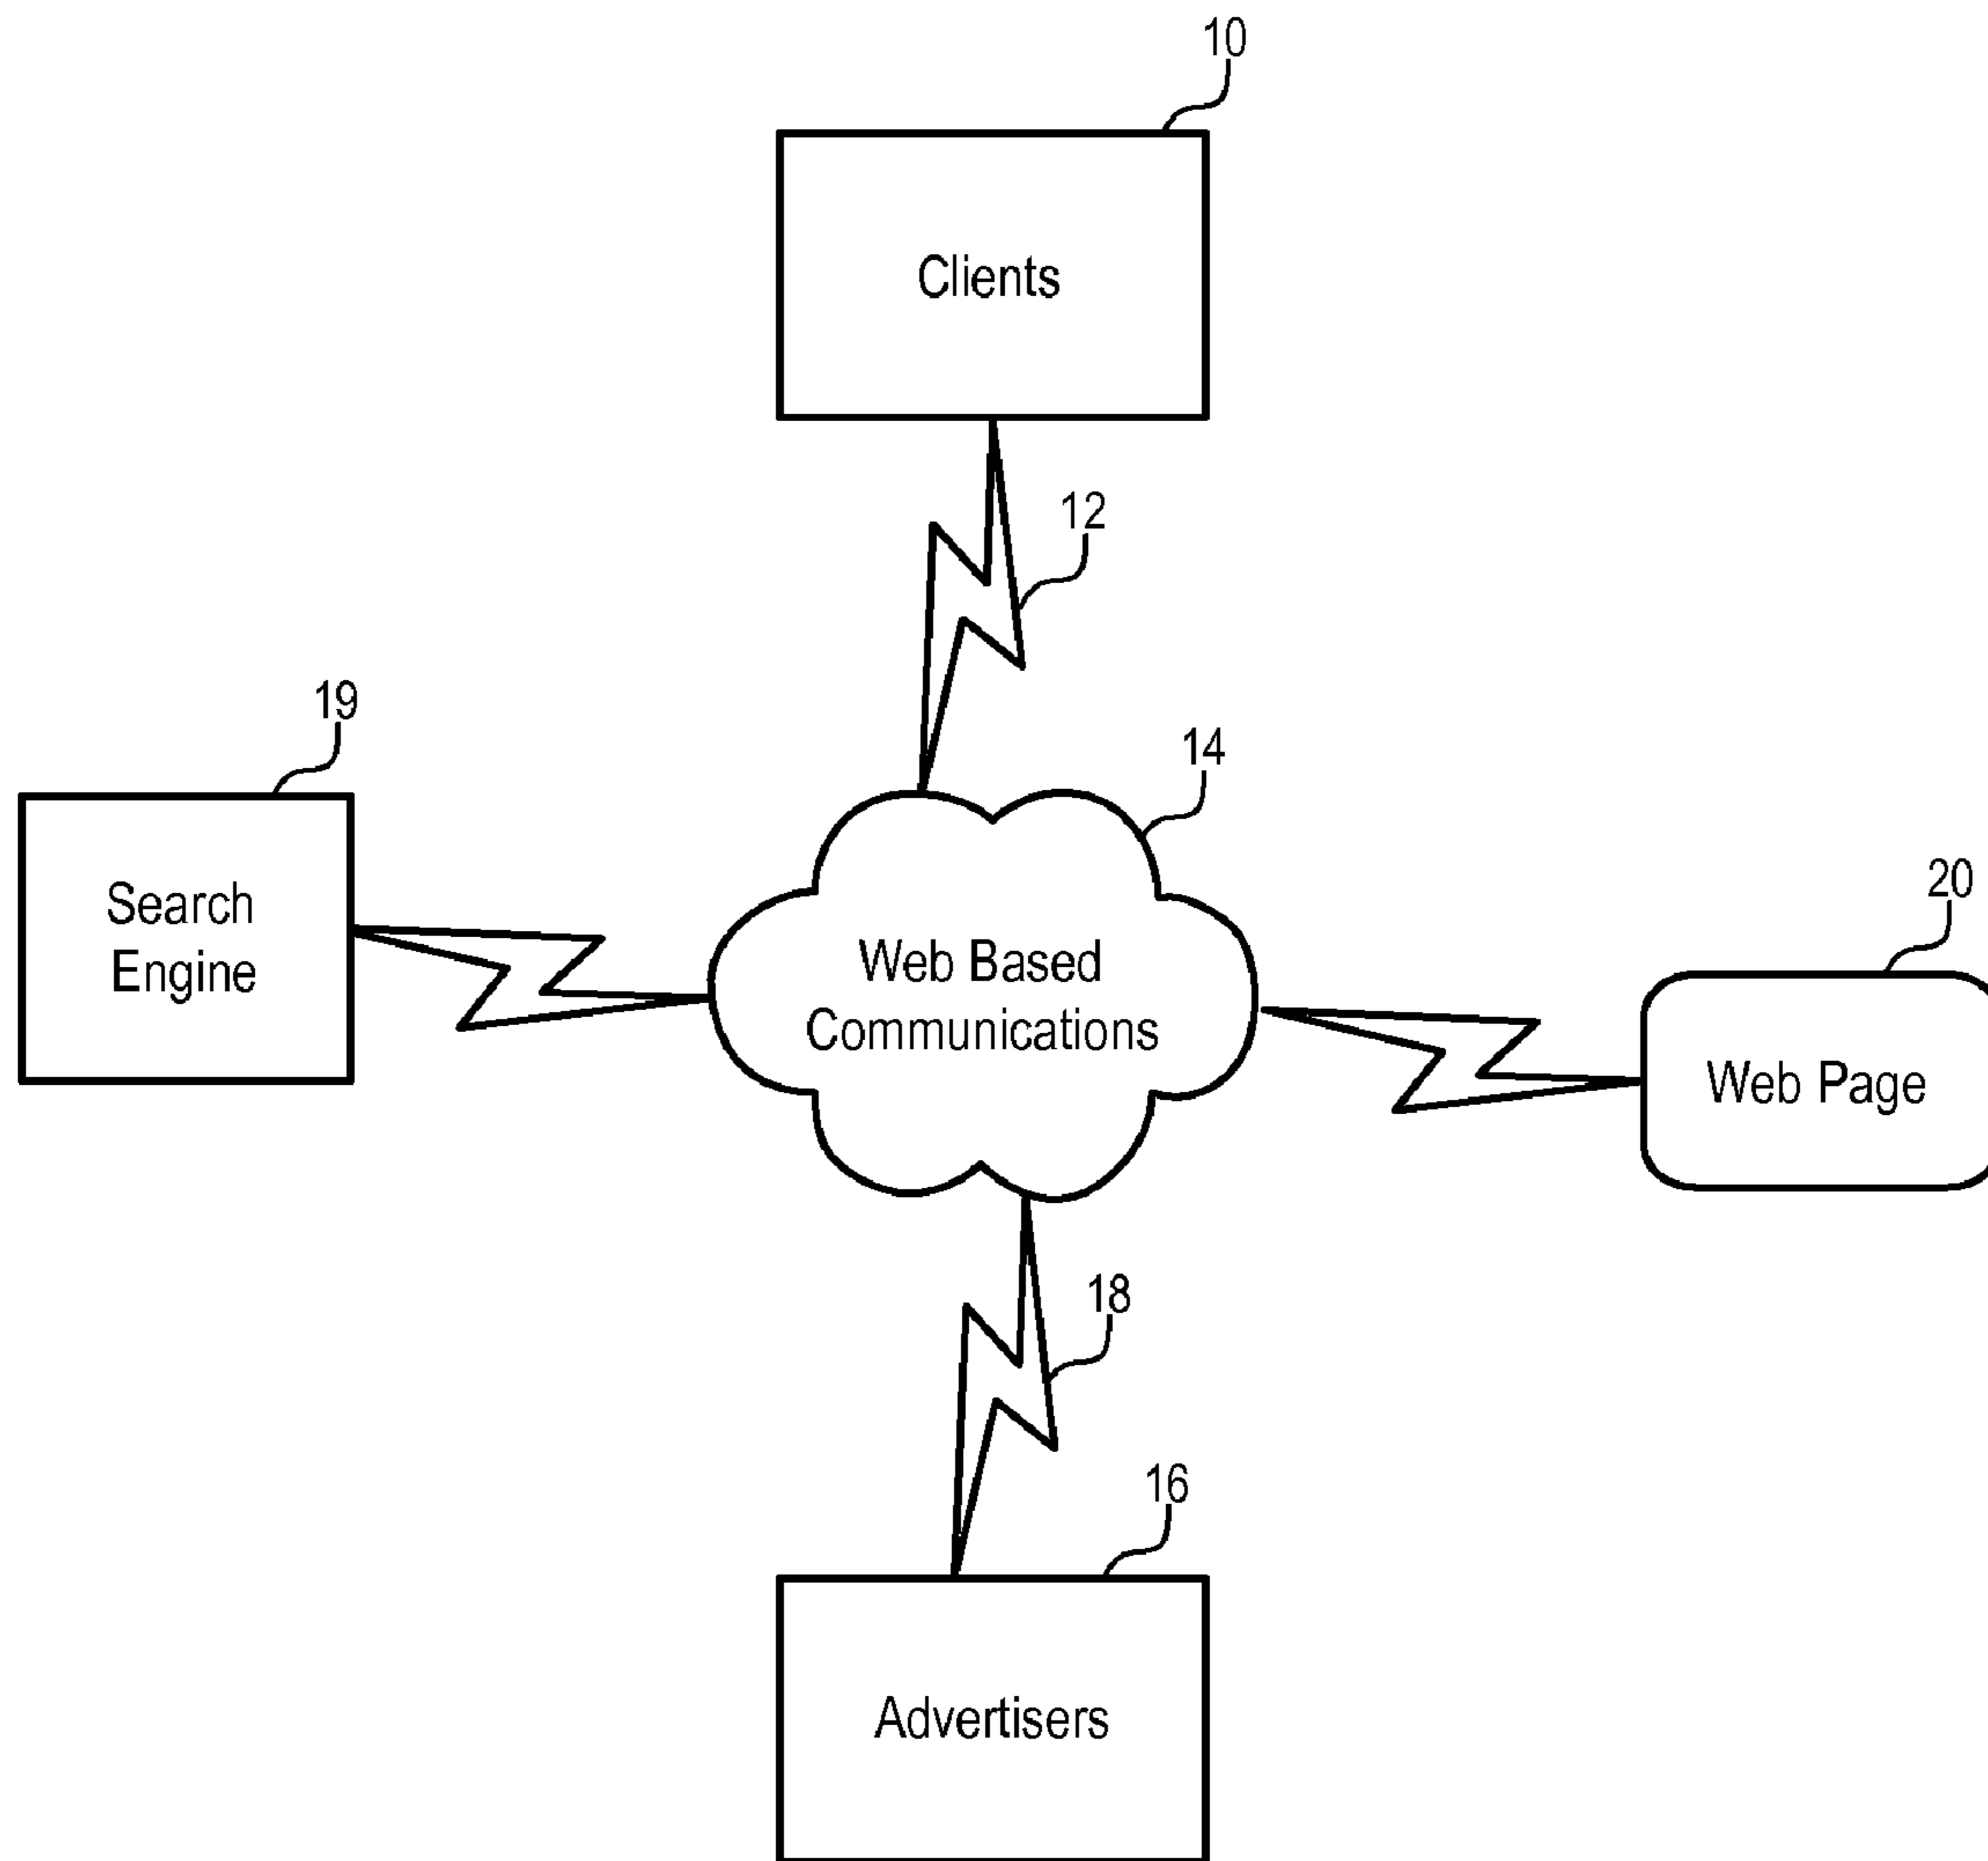 10
Clients
12
19
14
Search
Engine
20
Web Based
Communications
Web Page
18
16
Advertisers